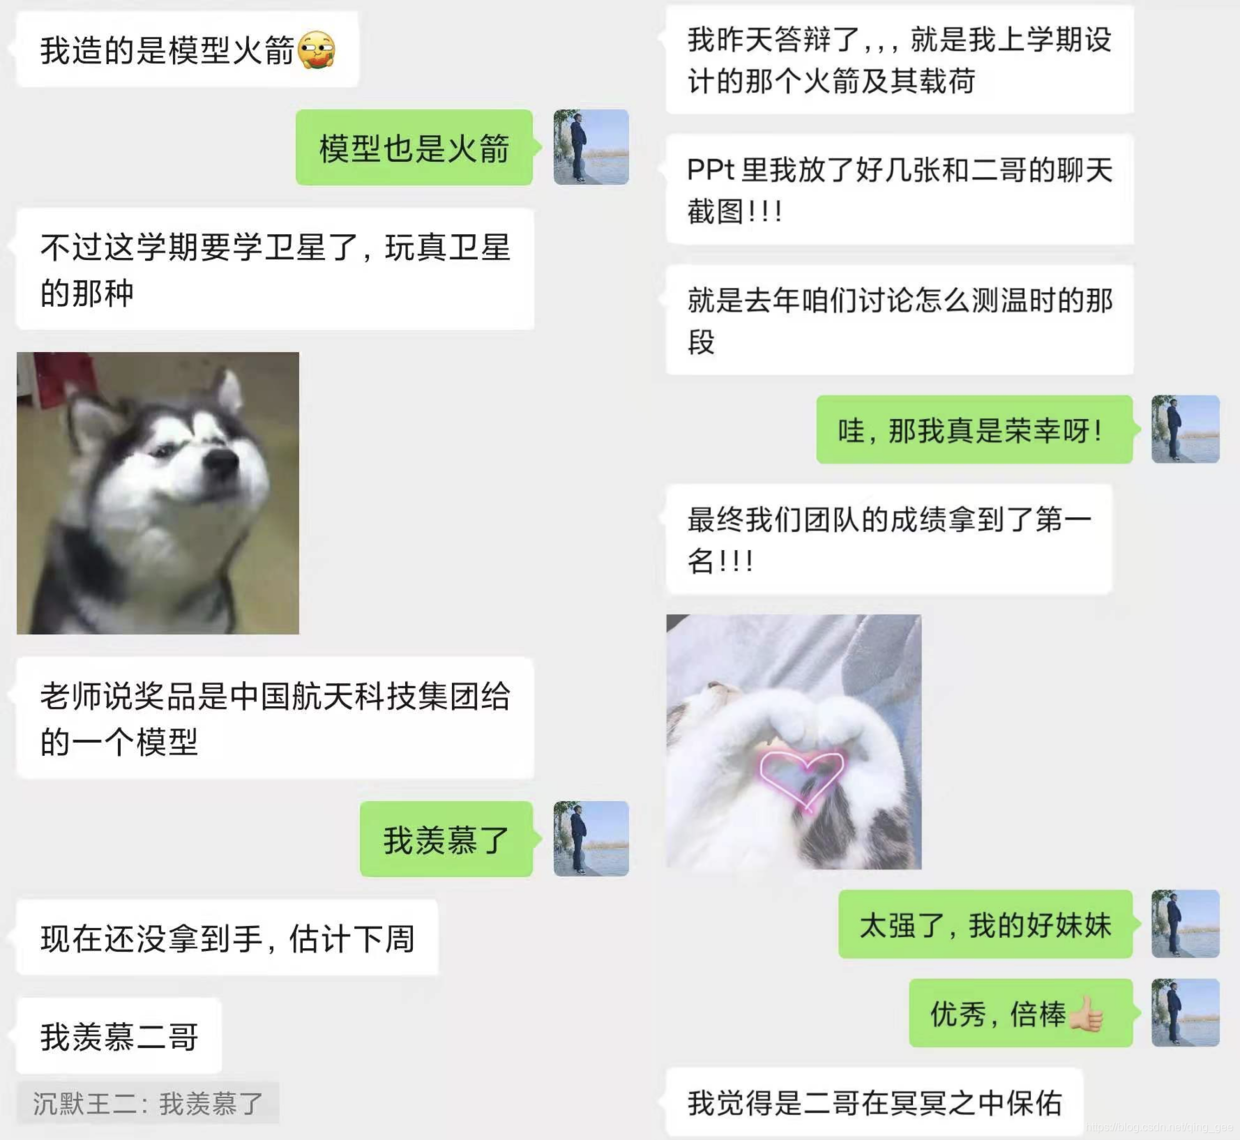 我造的是模型火箭
模型也是火箭
不过这学期要学卫星了,玩真卫星
的那种
老师说奖品是中国航天科技集团给
的一个模型
我羡慕了
现在还没拿到手,估计下周
我羡慕二哥
沉默王二:我羡慕了
我昨天答辩了,,,就是我上学期设
计的那个火箭及其载荷
PPt里我放了好几张和二哥的聊天
截图!!!
就是去年咱们讨论怎么测温时的那
段
哇,那我真是荣幸呀!
最终我们团队的成绩拿到了第一
名!!!
太强了,我的好妹妹
优秀,倍棒
我觉得是二哥在冥冥之中保佑
https://blog.csdn.net/qing_gee